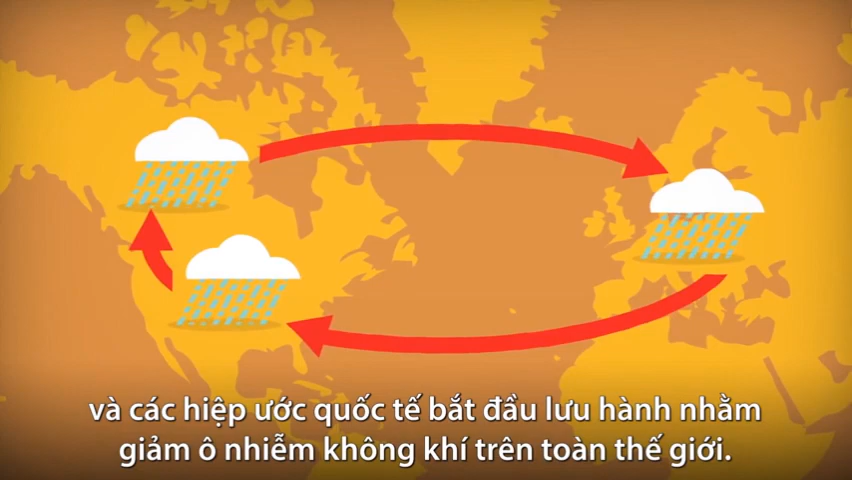 và các hiệp ước quốc tế bắt đầu lưu hành nhằm
giảm ô nhiễm không khí trên toàn thế giới.